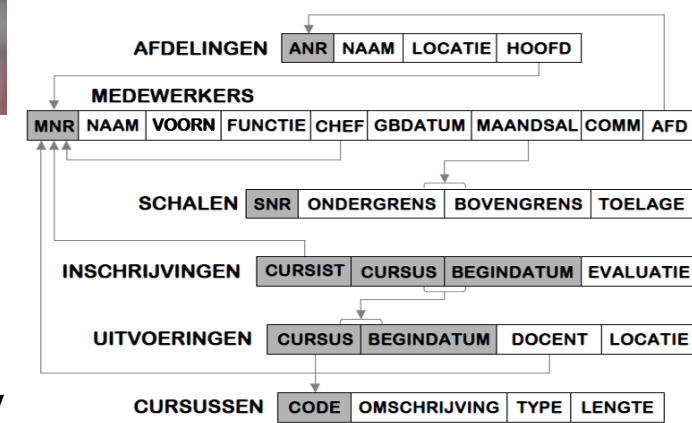 AFDELINGEN ANR NAAM LOCATIE HOOFD
MEDEWERKERS
MNR NAAM VOORN FUNCTIE CHEF GBDATUM MAANDSAL COMM AFD
SCHALEN SNR ONDERGRENS BOVENGRENS TOELAGE
INSCHRIJVINGEN CURSIST CURSUS BEGINDATUM EVALUATIE
UITVOERINGEN CURSUS BEGINDATUM DOCENT LOCATIE
CURSUSSEN CODE OMSCHRIJVING TYPE LENGTE